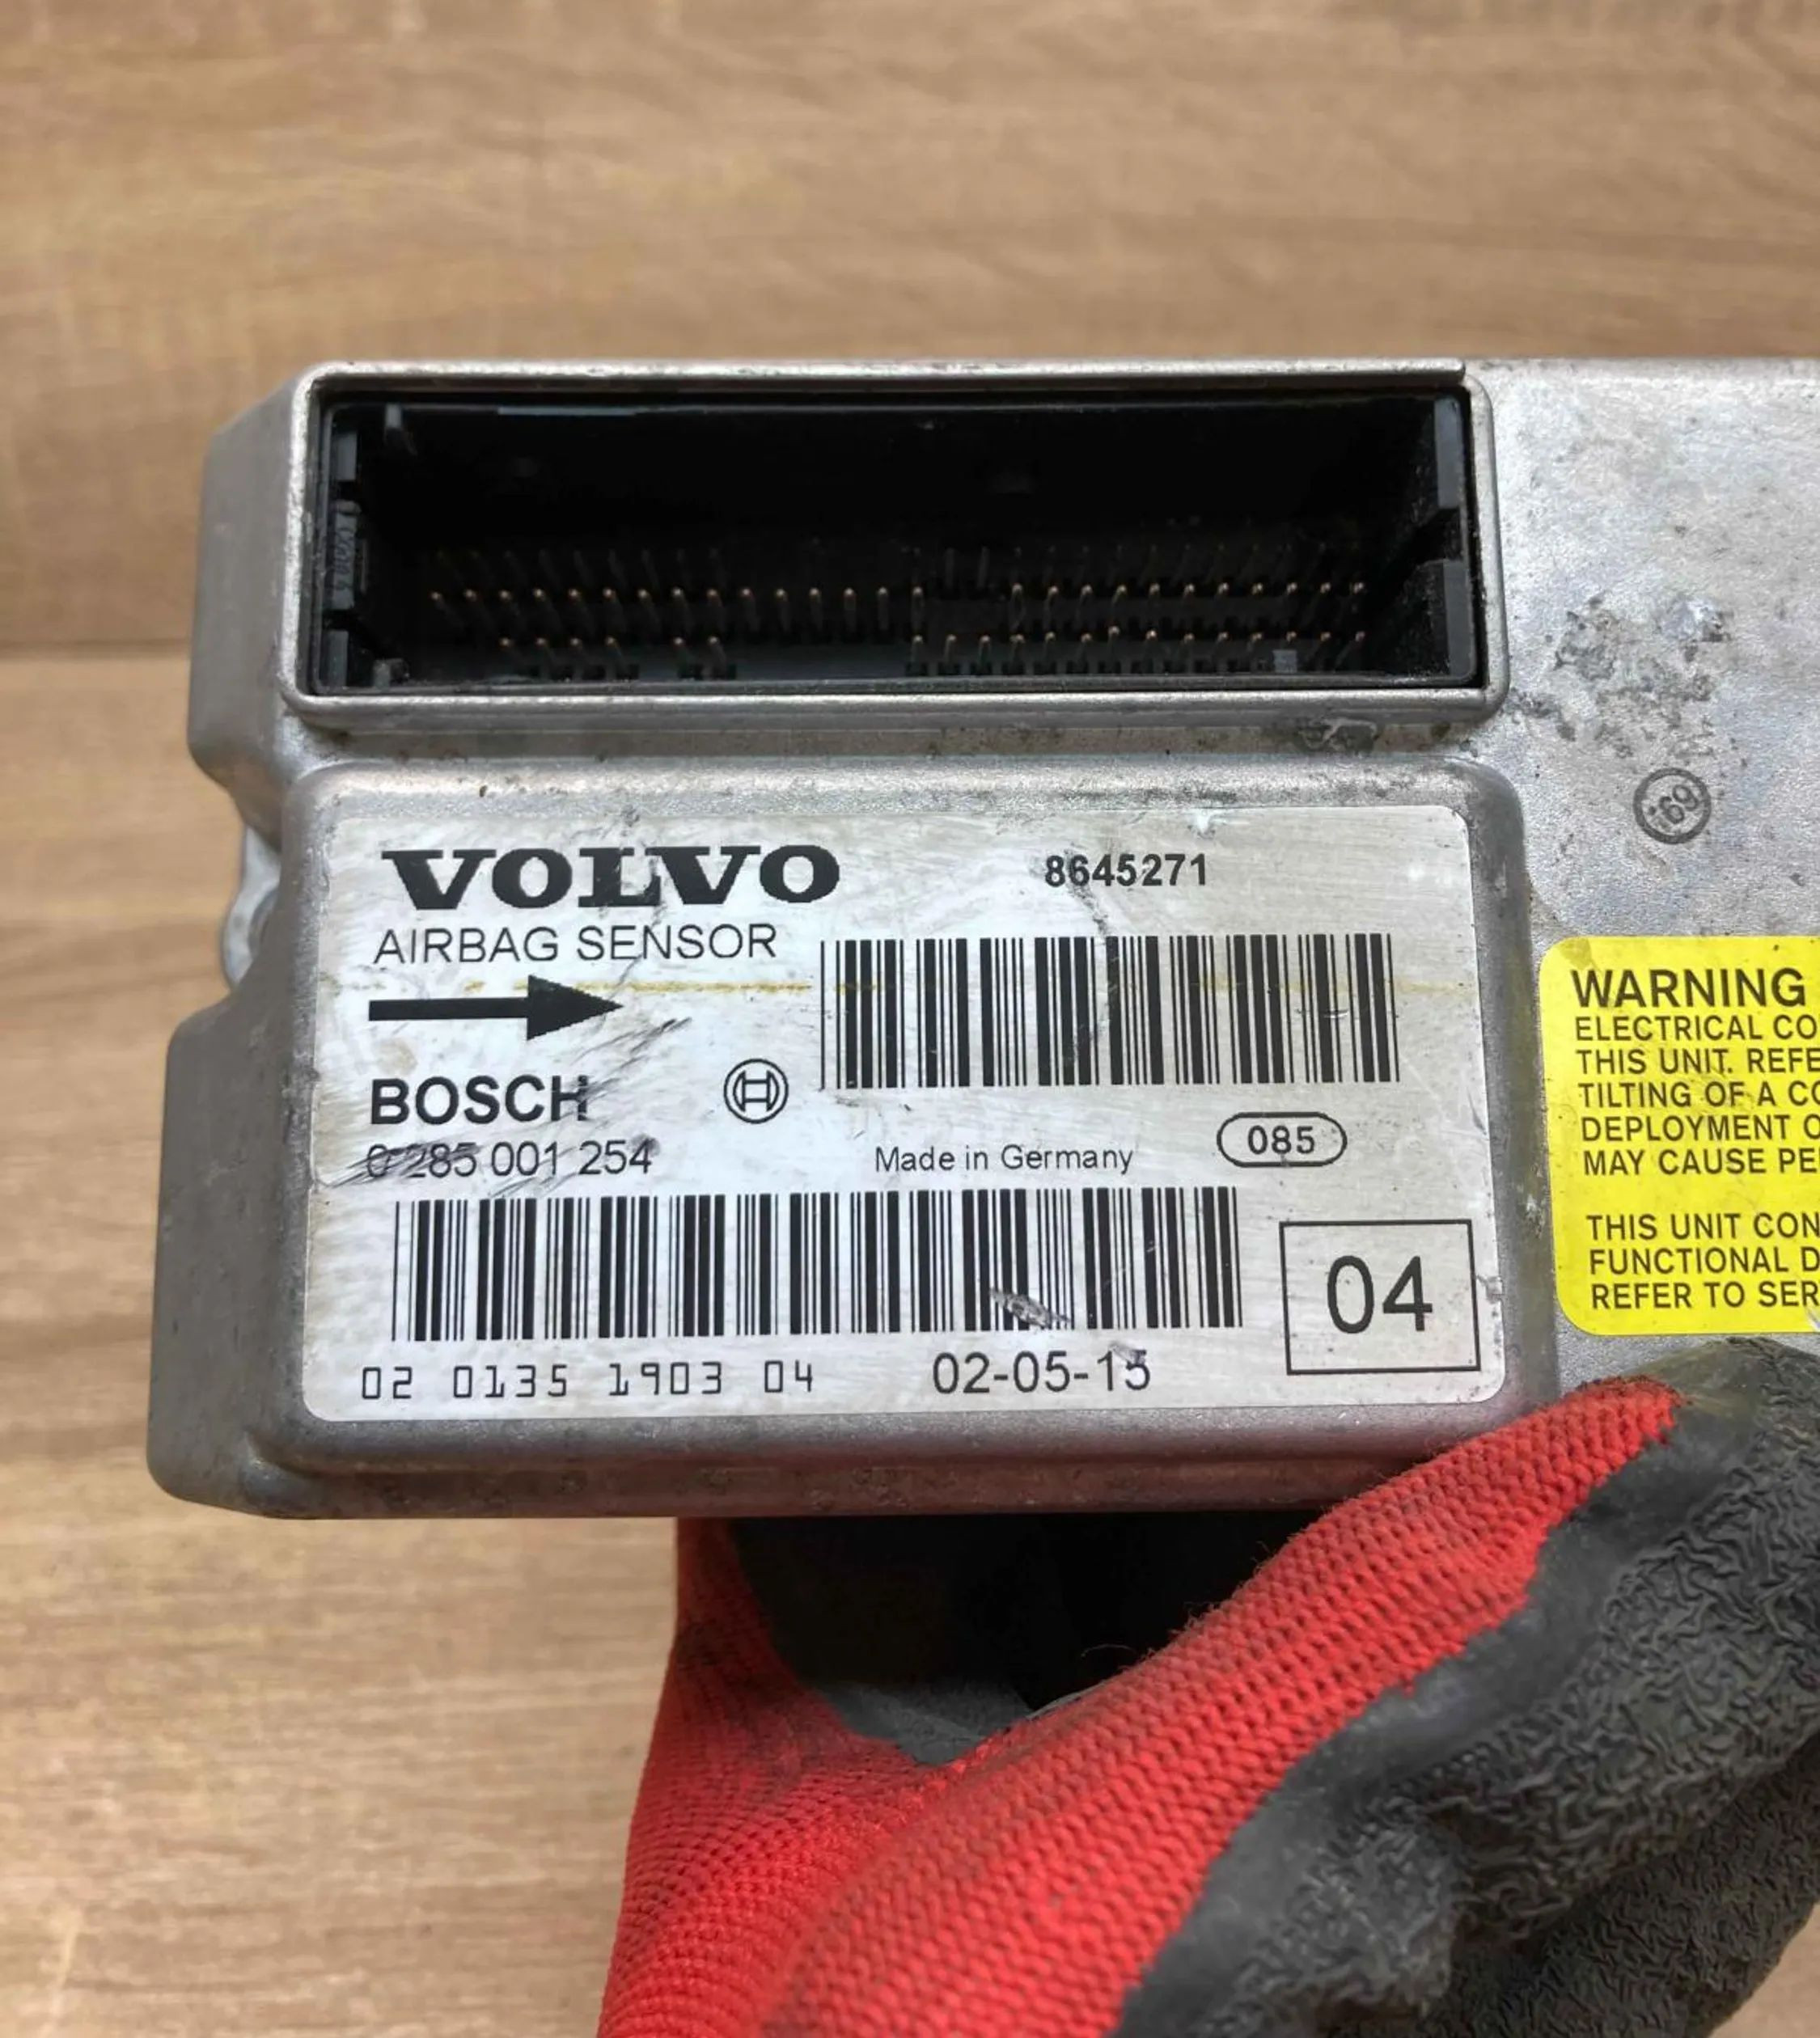 VOLVO
8645271
AIRBAG SENSOR
BOSCH
0 285 001 254
Made in Germany
085
04
02 0135 1903 04
02-05-15
69
WARNING
ELECTRICAL CO
THIS UNIT. REFE
TILTING OF A CO
DEPLOYMENT O
MAY CAUSE PE
THIS UNIT CON
FUNCTIONAL D
REFER TO SER